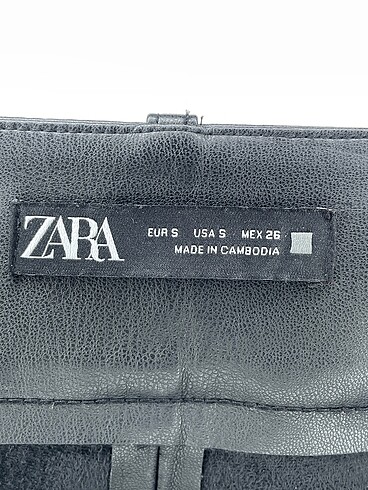 ZARA
EUR S USA S MEX 26
MADE IN CAMBODIA